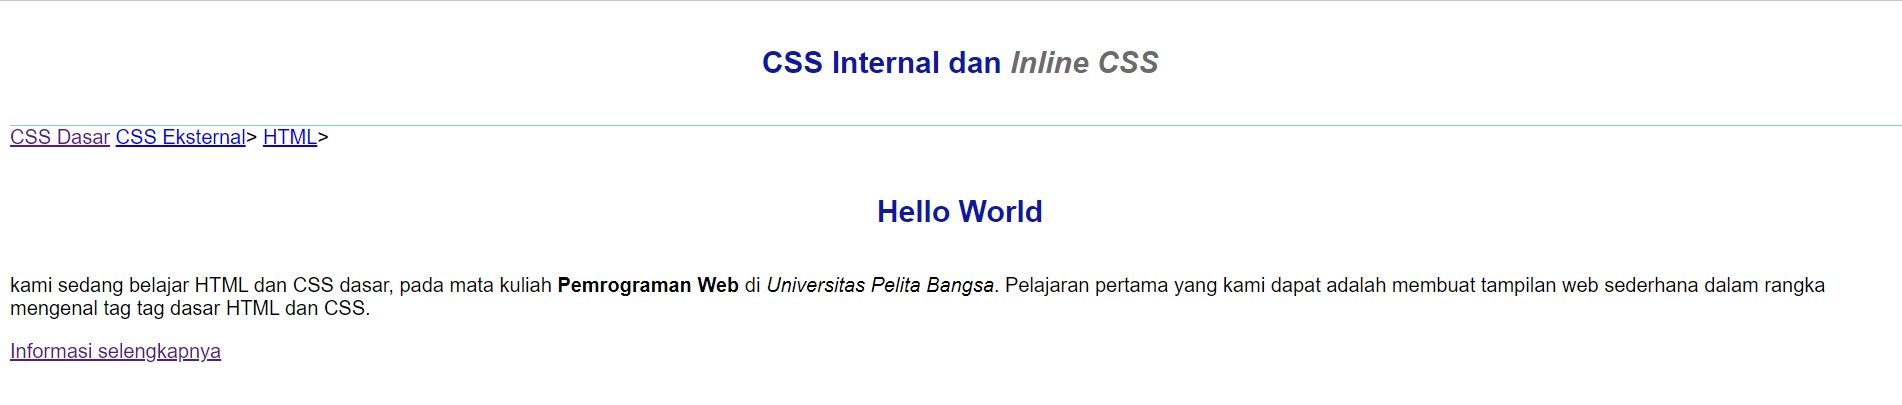 CSS Internal dan Inline CSS
CSS Dasar CSS Eksternal> HTML>
Hello World
kami sedang belajar HTML dan CSS dasar, pada mata kuliah Pemrograman Web di Universitas Pelita Bangsa. Pelajaran pertama yang kami dapat adalah membuat tampilan web sederhana dalam rangka
mengenal tag tag dasar HTML dan CSS.
Informasi selengkapnya